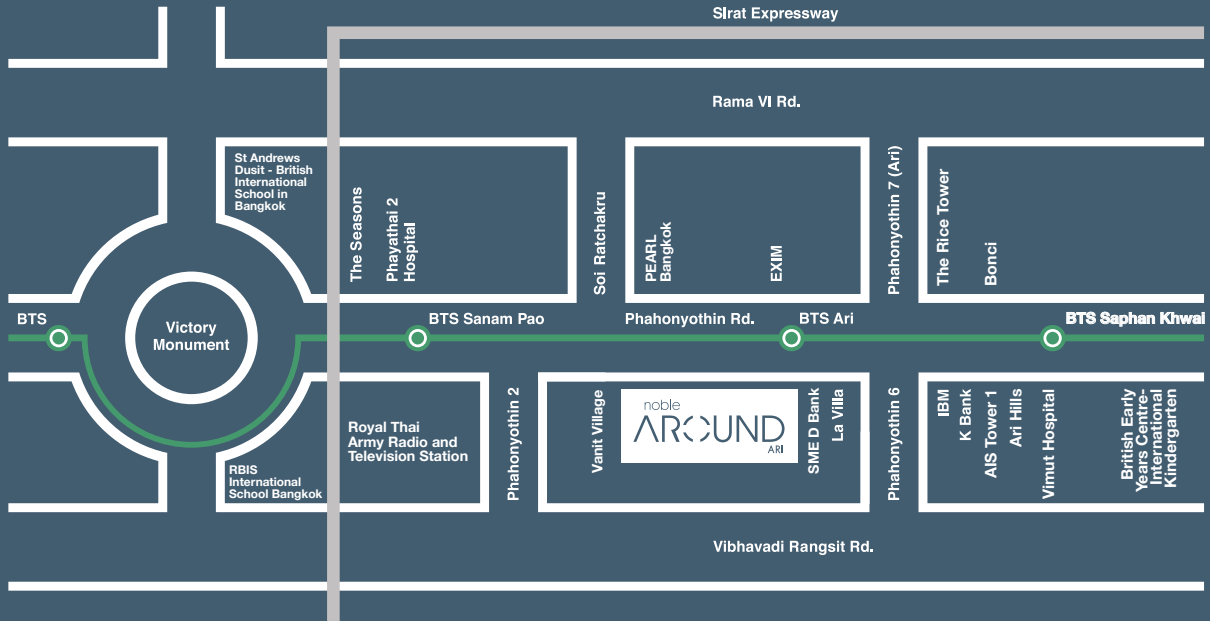 SIrat Expressway
Rama VI Rd.
St Andrews
Dusit - British
International
School in
Bangkok
The Seasons
Phayathai 2
Hospital
Soi Ratchakru
PEARL
Bangkok
EXIM
Phahonyothin 7 (Ari)
The Rice Tower
Bonci
BTS
Victory
Monument
BTS Sanam Pao
Phahonyothin Rd.
BTS Ari
BTS Saphan Khwai
Royal Thai
Army Radio and
Television Station
RBIS
International
School Bangkok
Phahonyothin 2
Vanit Village
noble
AROUND
ARI
SME D Bank
La Villa
Phahonyothin 6
IBM
K Bank
AIS Tower 1
Ari Hills
Vimut Hospital
British Early
Years Centre-
International
Kindergarten
Vibhavadi Rangsit Rd.